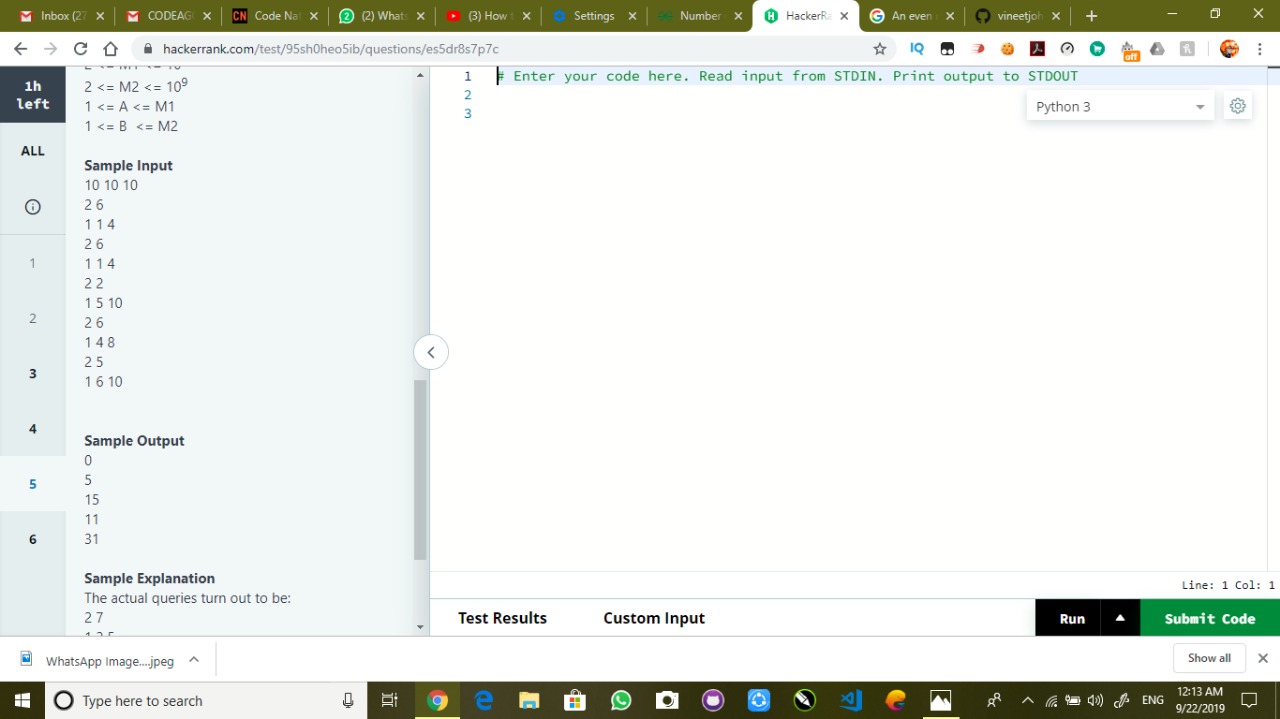 Inbox (27
CODEAG
Code Na
(2) Whats
(3) How t
Settings
Number
HackerRa
An even
vineetjoh
hackerrank.com/test/95sh0heo5ib/questions/es5dr8s7p7c
IQ
off
1h
left
ALL
1
2
3
4
5
6
2 <= M2 <= 10⁹
1 <= A <= M1
1 <= B <= M2
Sample Input
10 10 10
2 6
1 1 4
2 6
1 1 4
2 2
1 5 10
2 6
1 4 8
2 5
1 6 10
Sample Output
0
5
15
11
31
Sample Explanation
The actual queries turn out to be:
2 7
1 # Enter your code here. Read input from STDIN. Print output to STDOUT
2
3
Python 3
Line: 1 Col: 1
Test Results
Custom Input
Run
Submit Code
WhatsApp Image....jpeg
Show all
Type here to search
ENG
12:13 AM
9/22/2019